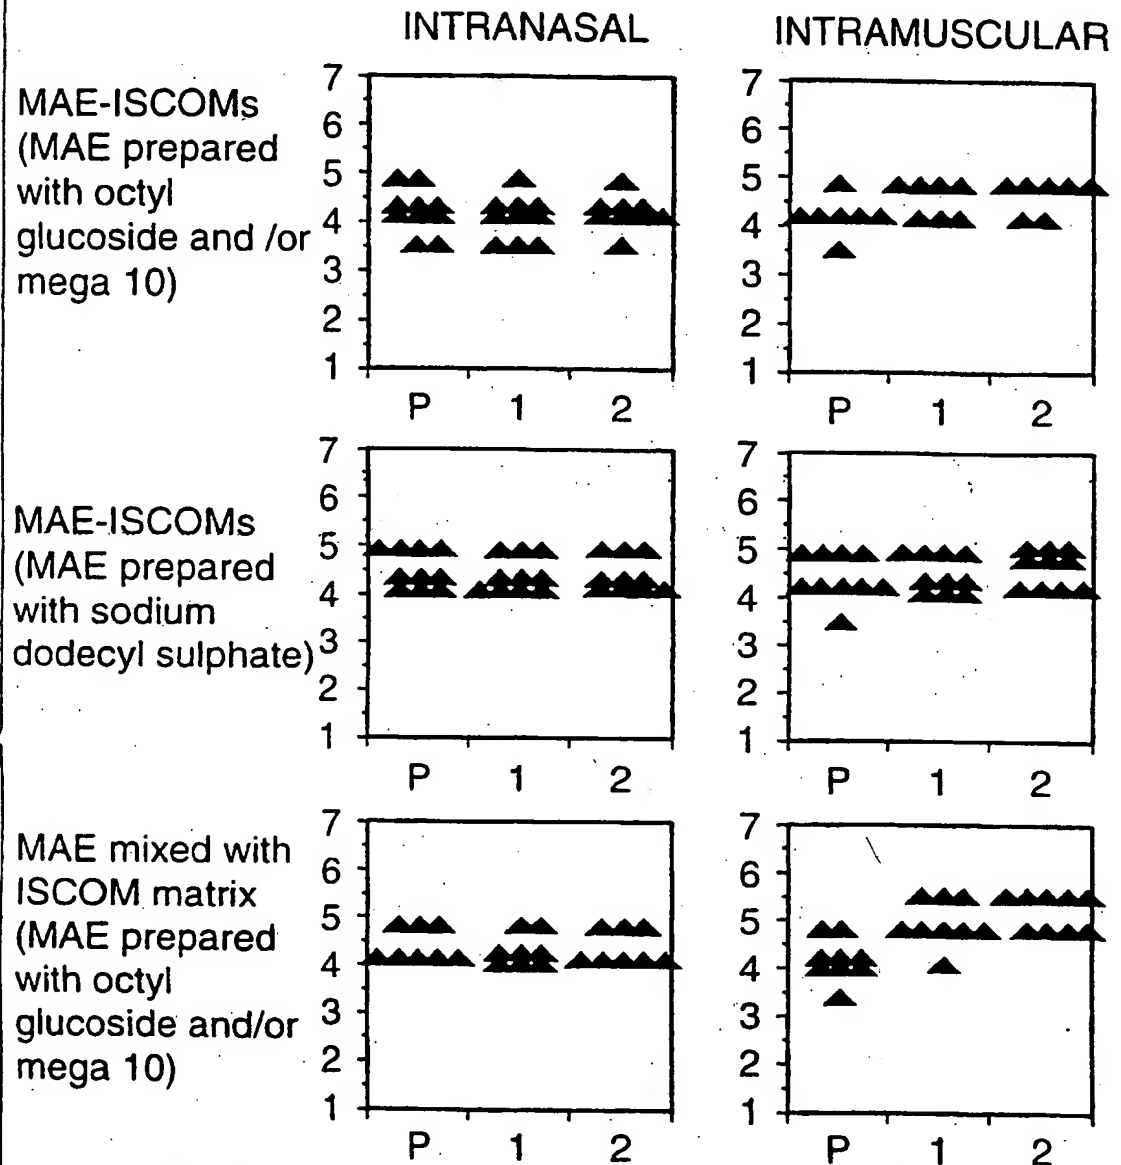 INTRANASAL
INTRAMUSCULAR
MAE-ISCOMs
(MAE prepared
with octyl
glucoside and /or
mega 10)
7
6
5
4
3
2
1
P 1 2
7
6
5
4
3
2
1
P 1 2
MAE-ISCOMs
(MAE prepared
with sodium
dodecyl sulphate)
7
6
5
4
3
2
1
P 1 2
7
6
5
4
3
2
1
P 1 2
MAE mixed with
ISCOM matrix
(MAE prepared
with octyl
glucoside and/or
mega 10)
7
6
5
4
3
2
1
P 1 2
7
6
5
4
3
2
1
P 1 2